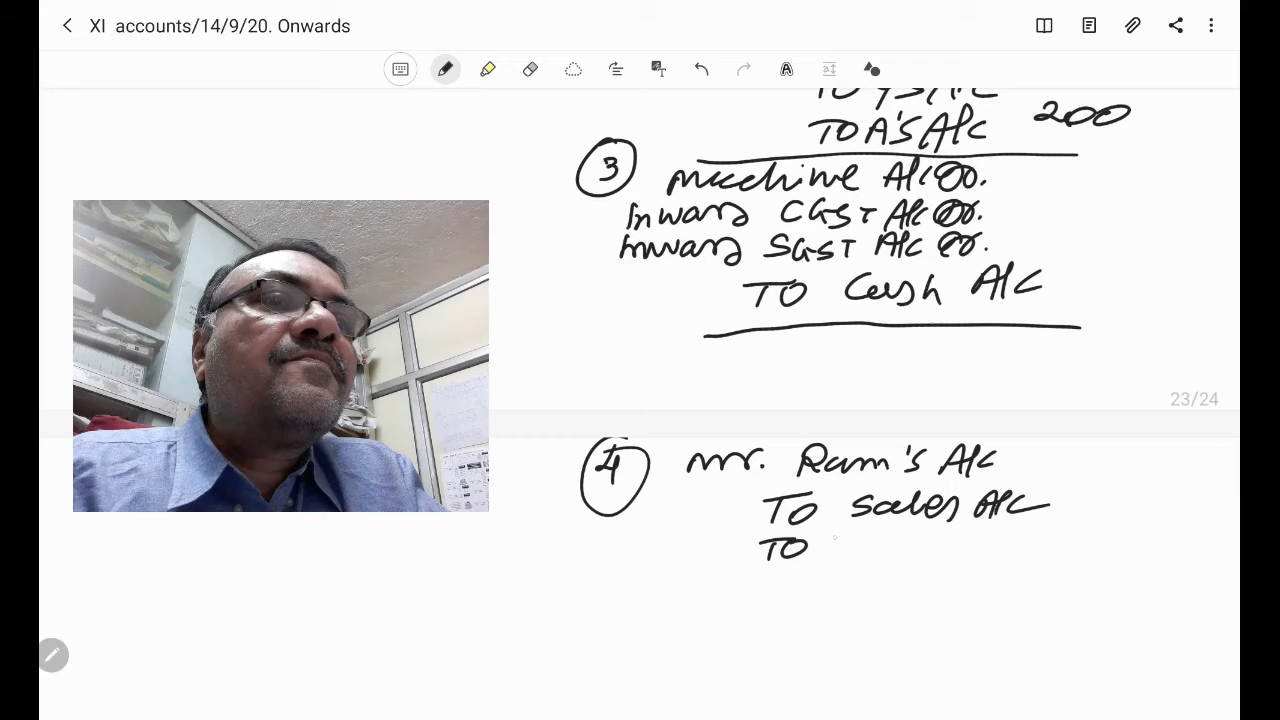 XI accounts/14/9/20. Onwards
TO A's A/c 200
3 machine A/c Dr.
Inward CGST A/c Dr.
Inward SGST A/c Dr.
TO Cash A/c
23/24
4 mr. Ram's A/c
TO Sales A/c
TO